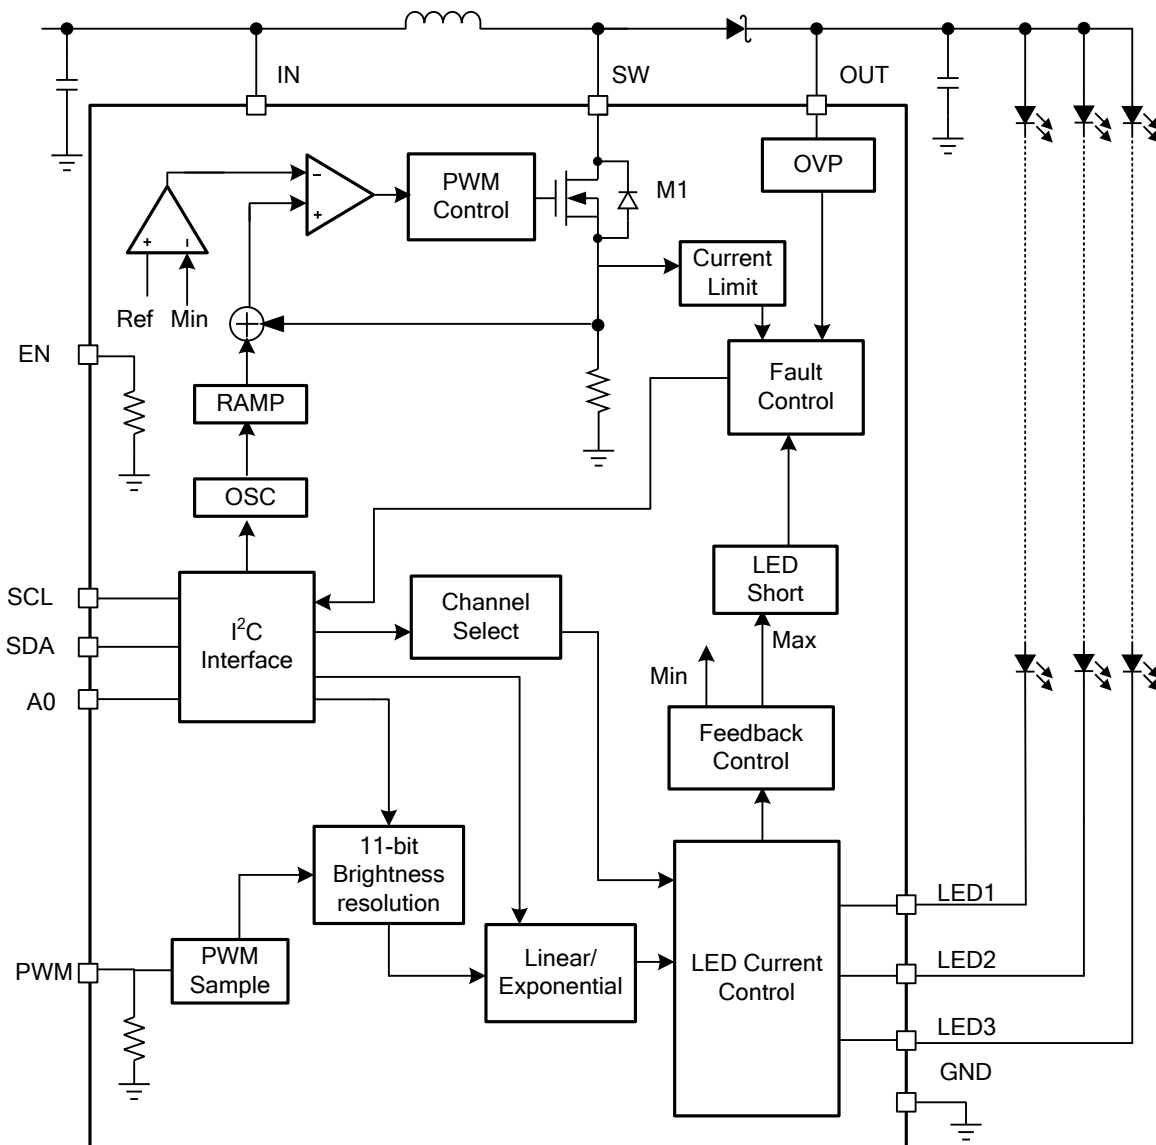 IN
SW
OUT
OVP
PWM
Control
M1
Current
Limit
Ref
Min
EN
Fault
Control
RAMP
OSC
LED
Short
SCL
I²C
Interface
Channel
Select
SDA
Max
Min
A0
Feedback
Control
11-bit
Brightness
resolution
LED1
PWM
PWM
Sample
Linear/
Exponential
LED Current
Control
LED2
LED3
GND